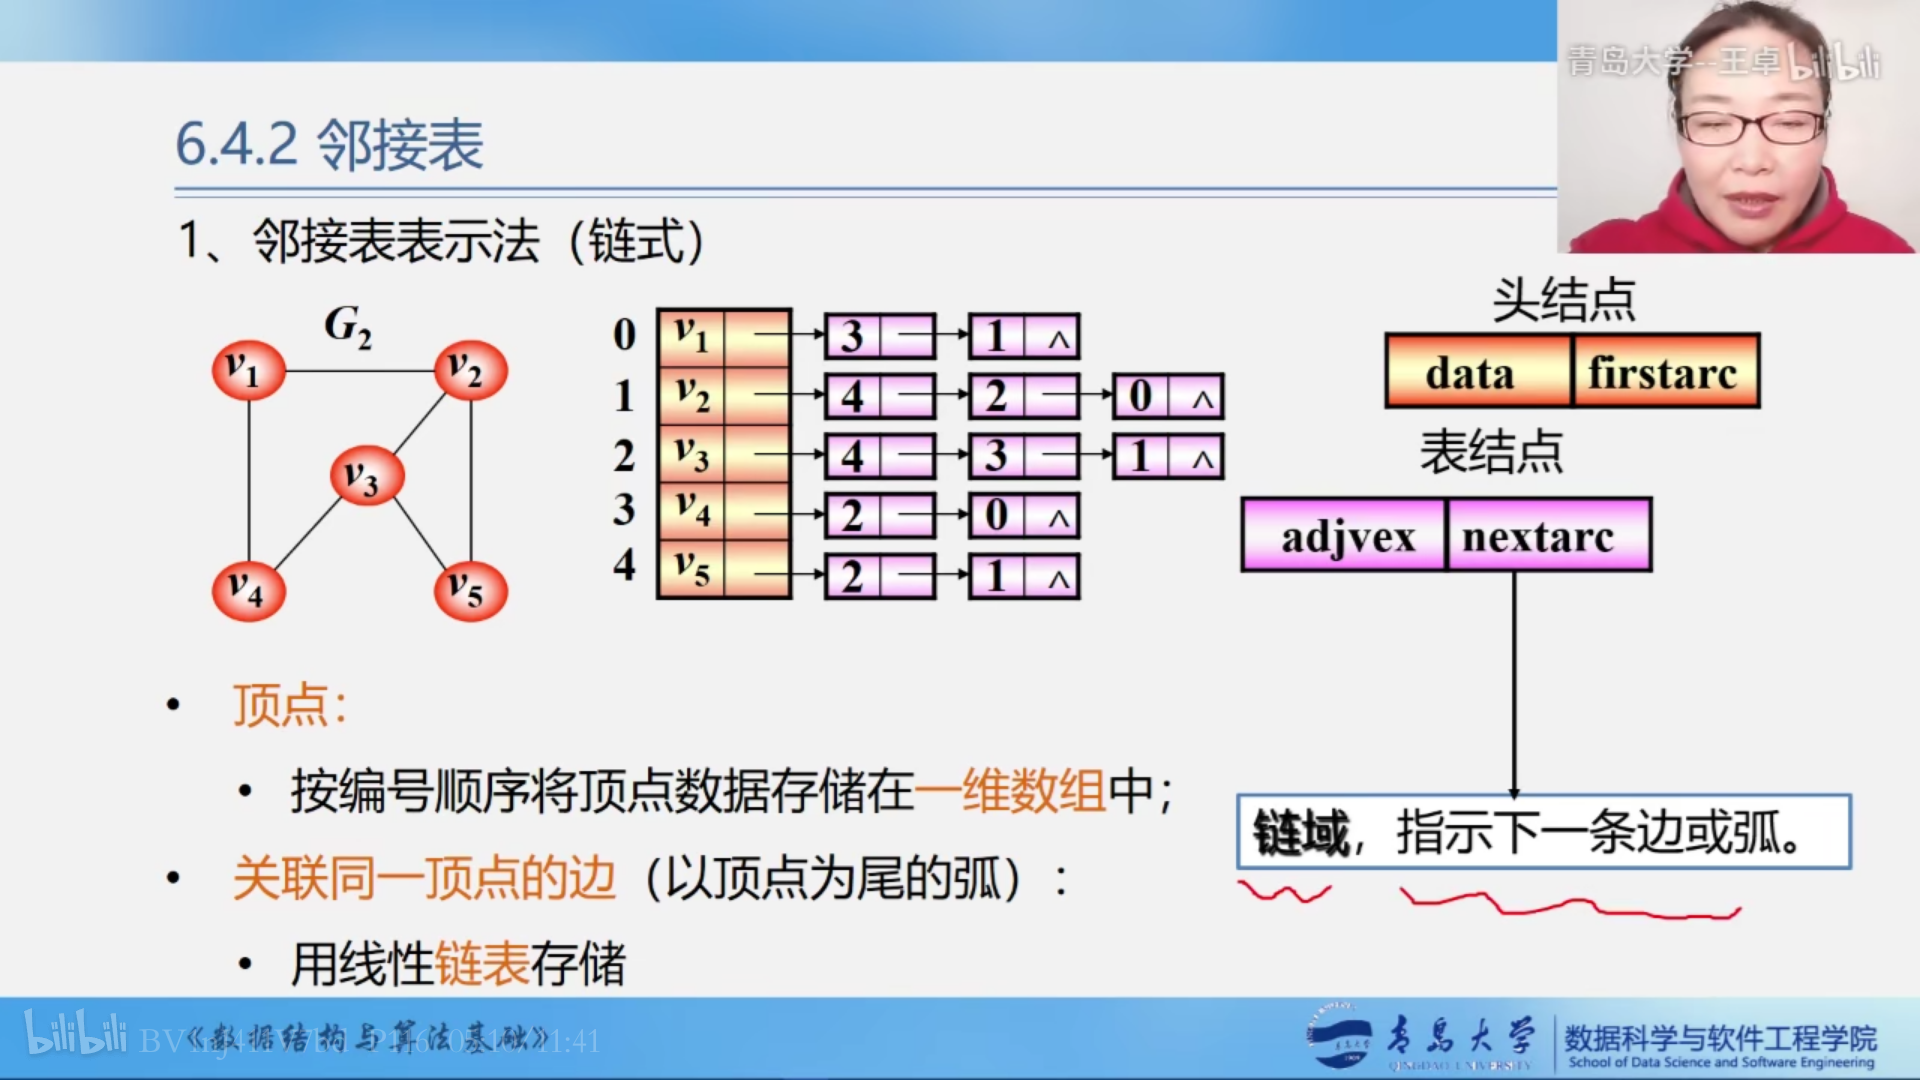 青岛大学--王卓 bilibili
6.4.2 邻接表
1、邻接表表示法（链式）
G2
v1
v2
v3
v4
v5
0 v1 3 1 ^
1 v2 4 2 0 ^
2 v3 4 3 1 ^
3 v4 2 0 ^
4 v5 2 1 ^
头结点
data firstarc
表结点
adjvex nextarc
链域，指示下一条边或弧。
• 顶点：
• 按编号顺序将顶点数据存储在一维数组中；
• 关联同一顶点的边（以顶点为尾的弧）：
• 用线性链表存储
bilibili
《数据结构与算法基础》
青岛大学
QINGDAO UNIVERSITY
数据科学与软件工程学院
School of Data Science and Software Engineering